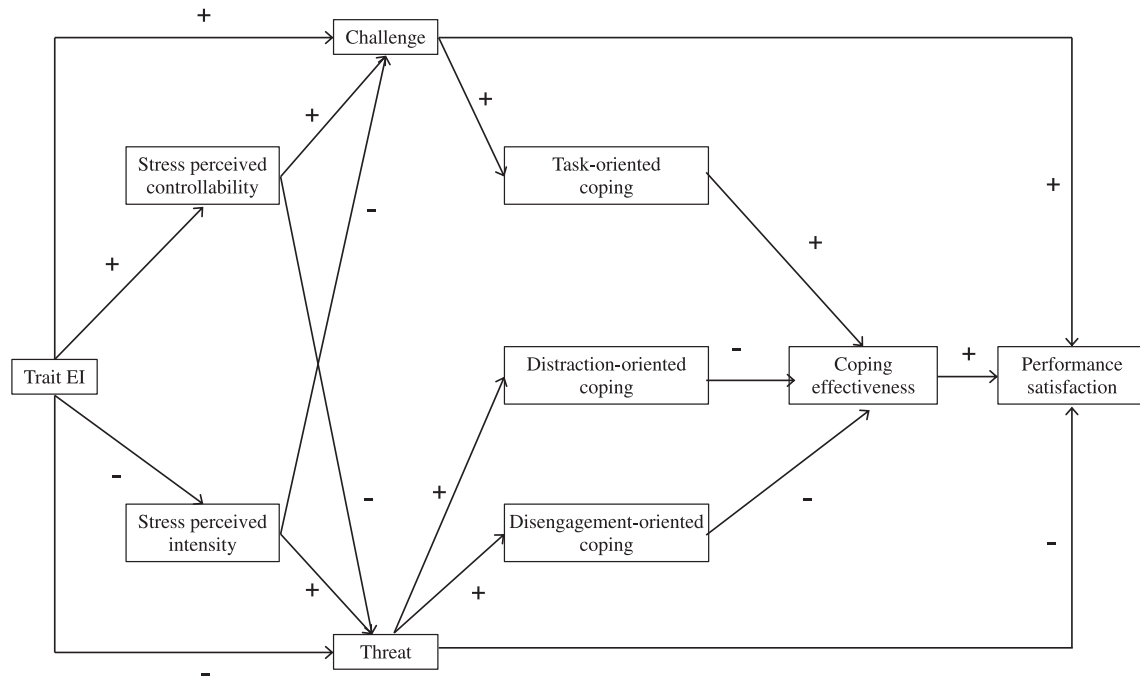 +
Challenge
+
+
Stress perceived
controllability
Task-oriented
coping
+
-
+
+
Trait EI
Distraction-oriented
coping
-
Coping
effectiveness
+
Performance
satisfaction
-
+
-
-
Stress perceived
intensity
Disengagement-oriented
coping
-
+
+
Threat
-